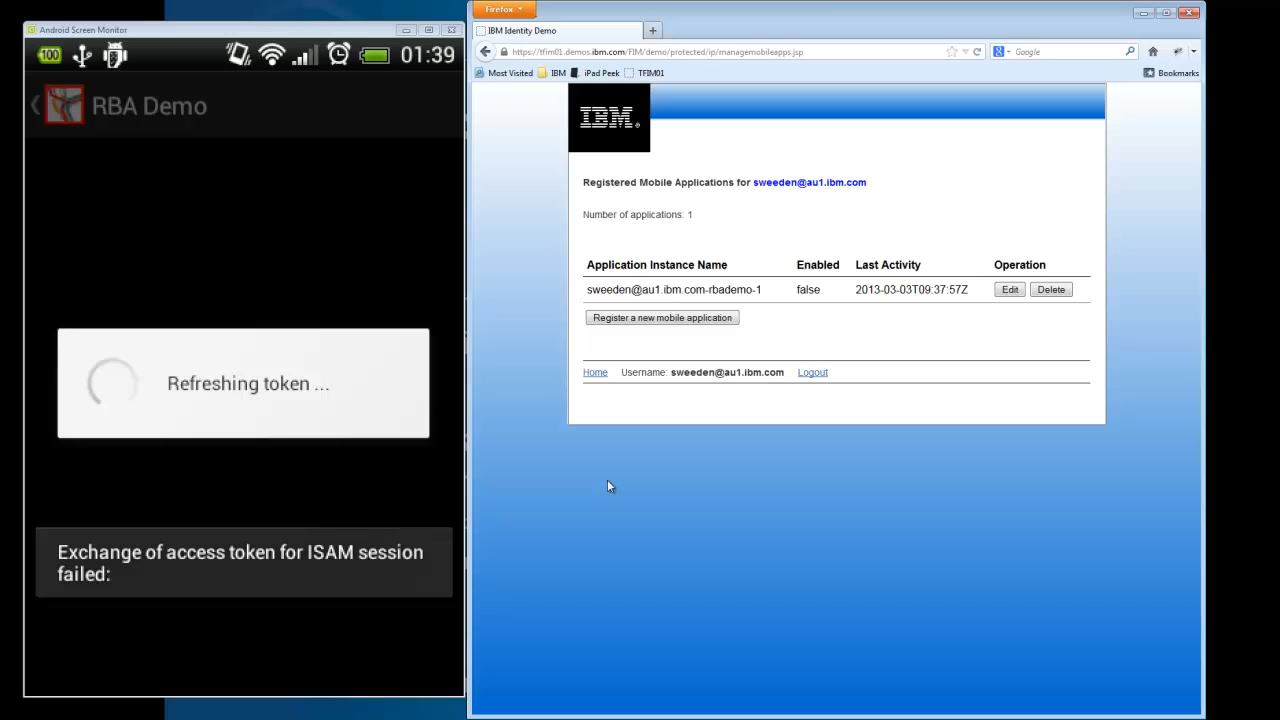 Android Screen Monitor
100
01:39
RBA Demo
Refreshing token ...
Exchange of access token for ISAM session
failed:
Firefox
IBM Identity Demo
https://tfim01.demos.ibm.com/FIM/demo/protected/ip/managemobileapps.jsp
Google
Most Visited
IBM
iPad Peek
TFIM01
Bookmarks
IBM
Registered Mobile Applications for sweeden@au1.ibm.com
Number of applications: 1
Application Instance Name Enabled Last Activity Operation
sweeden@au1.ibm.com-rbademo-1 false 2013-03-03T09:37:57Z Edit Delete
Register a new mobile application
Home Username: sweeden@au1.ibm.com Logout